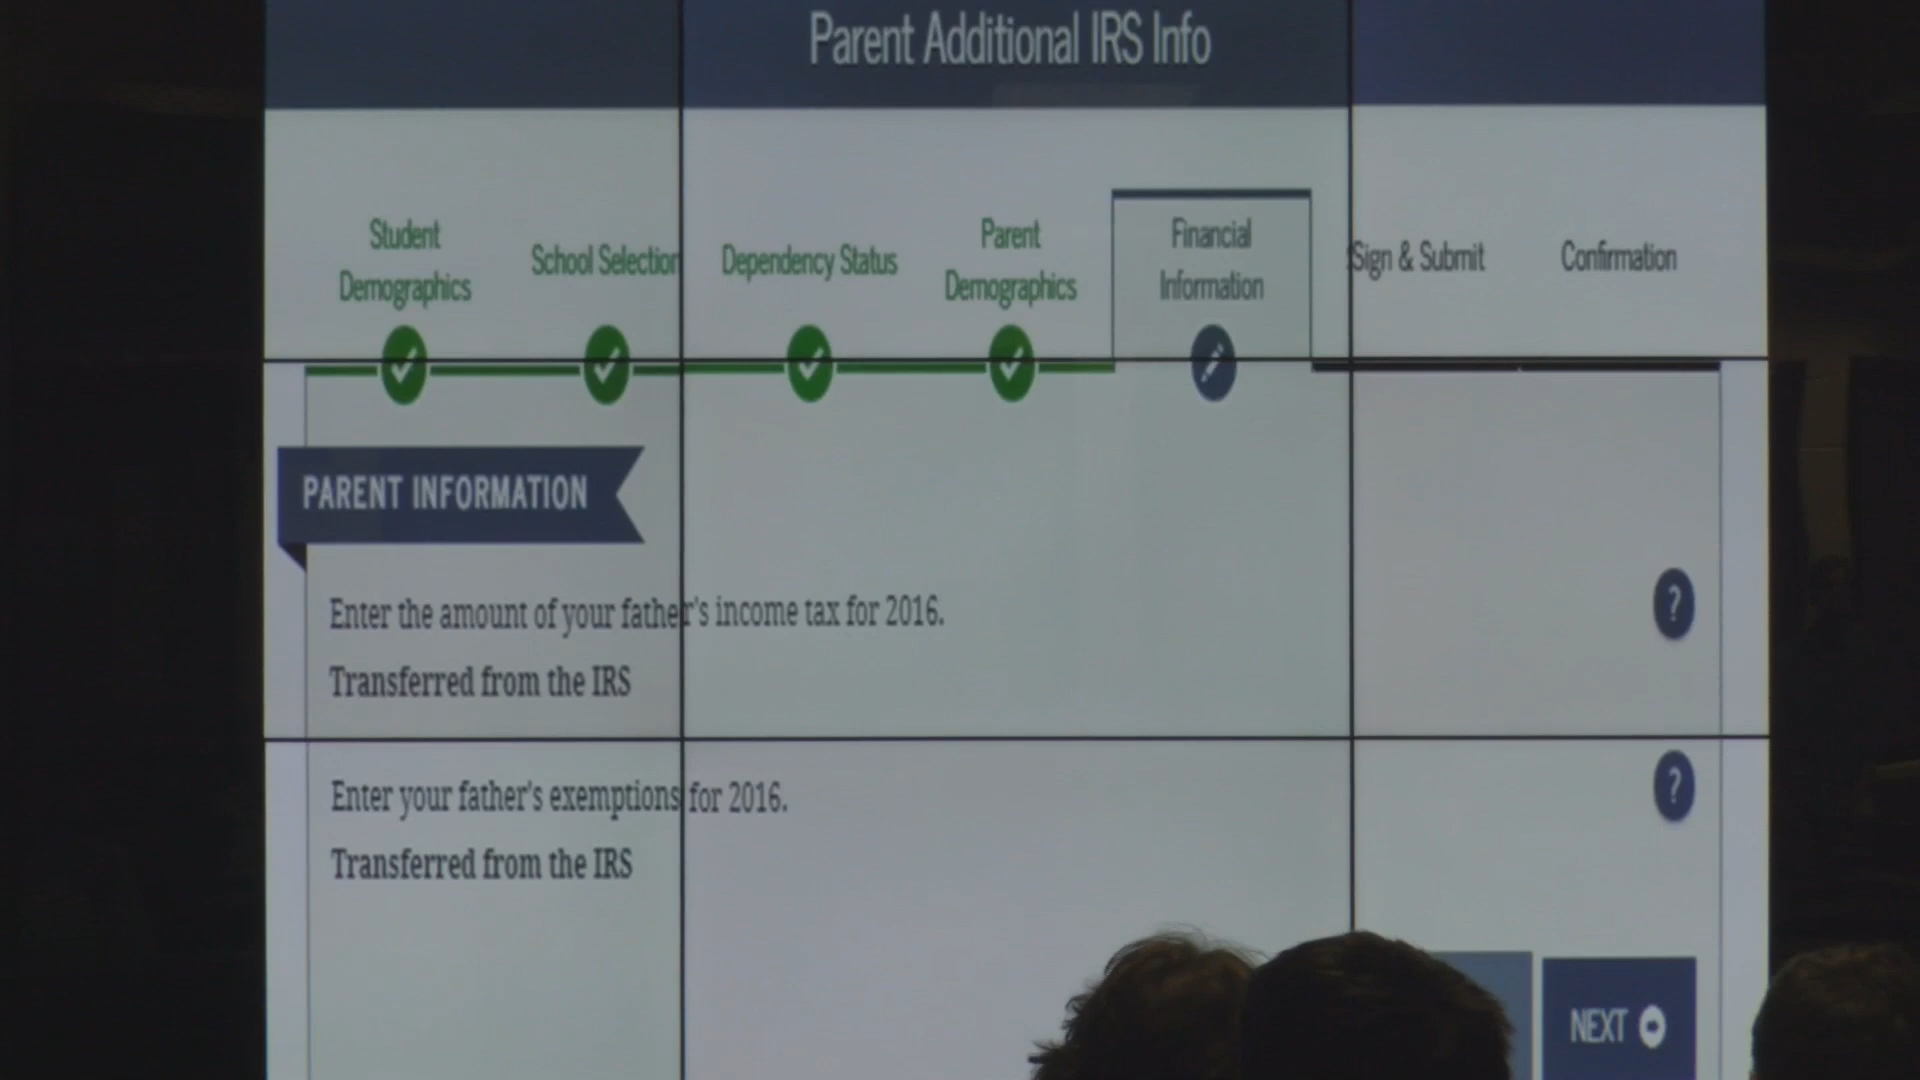 Parent Additional IRS Info
Student
Demographics
School Selection
Dependency Status
Parent
Demographics
Financial
Information
Sign & Submit
Confirmation
PARENT INFORMATION
Enter the amount of your father's income tax for 2016.
?
Transferred from the IRS
Enter your father's exemptions for 2016.
?
Transferred from the IRS
NEXT